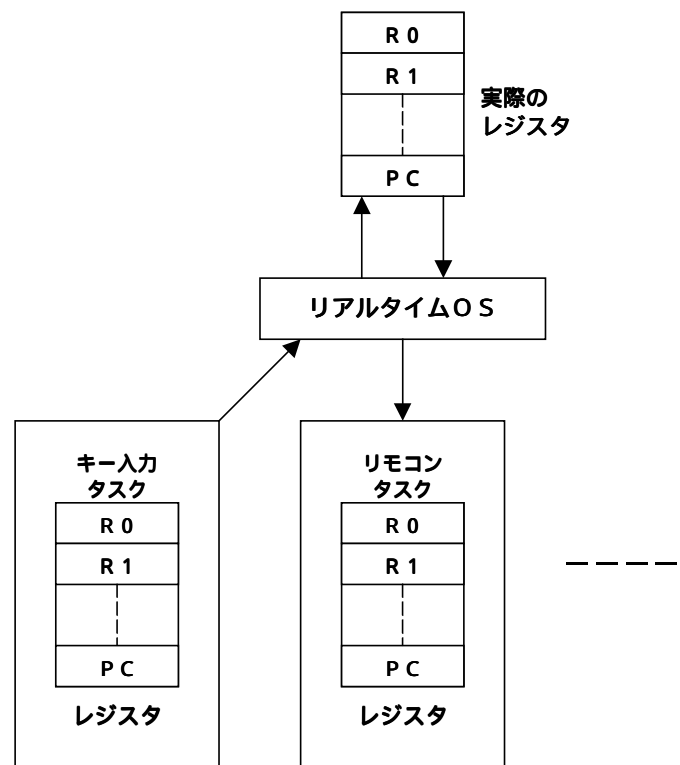 R0
R1
実際の
レジスタ
PC
リアルタイムOS
キー入力
タスク
R0
R1
PC
レジスタ
リモコン
タスク
R0
R1
PC
レジスタ